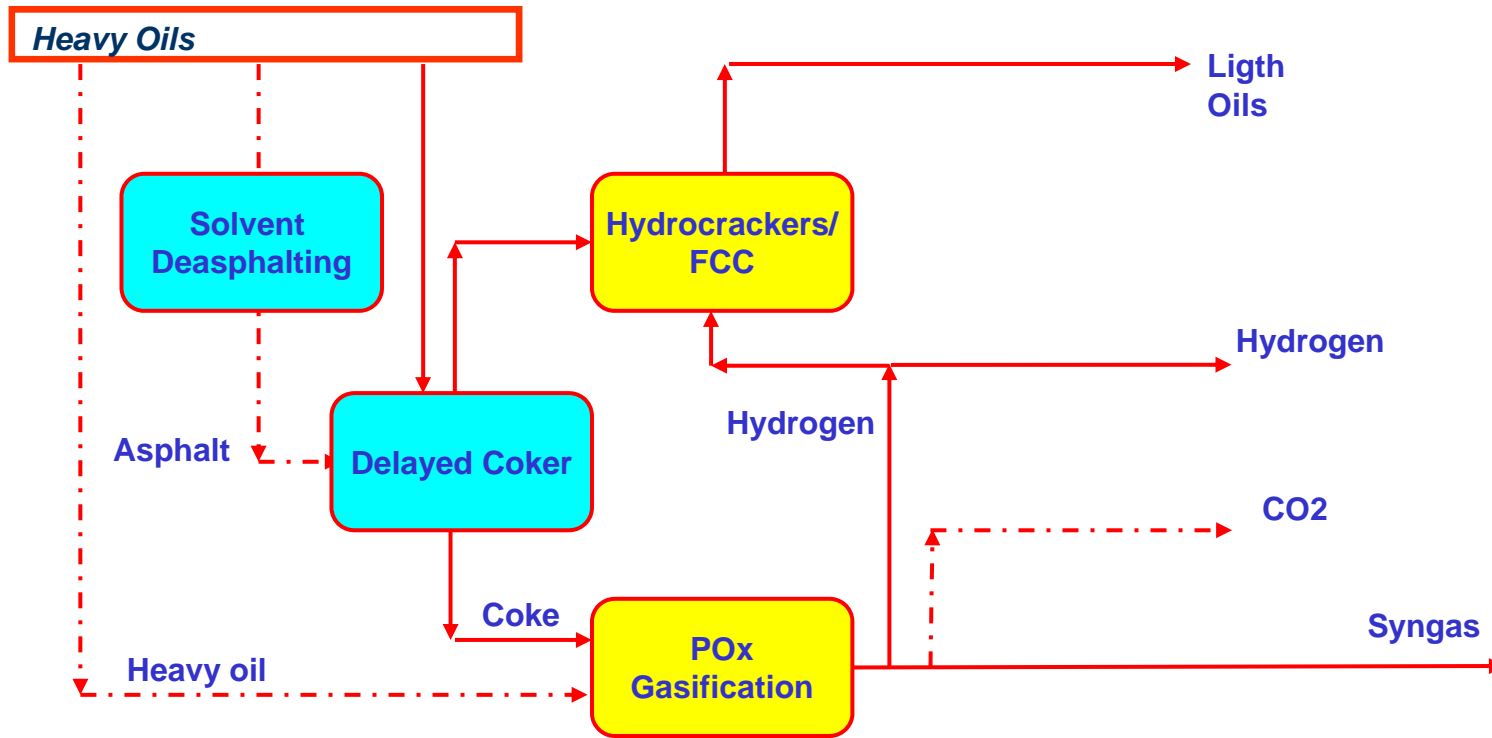 Heavy Oils
Ligth
Oils
Solvent
Deasphalting
Hydrocrackers/
FCC
Hydrogen
Hydrogen
Asphalt
Delayed Coker
CO2
Coke
Syngas
POx
Gasification
Heavy oil